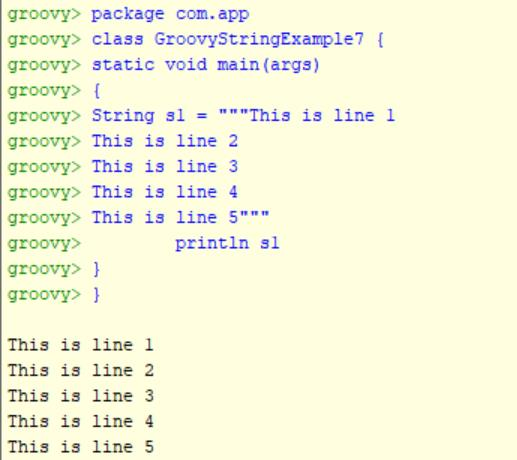 groovy> package com.app
groovy> class GroovyStringExample7 {
groovy> static void main(args)
groovy> {
groovy> String s1 = """This is line 1
groovy> This is line 2
groovy> This is line 3
groovy> This is line 4
groovy> This is line 5"""
groovy>         println s1
groovy> }
groovy> }

This is line 1
This is line 2
This is line 3
This is line 4
This is line 5